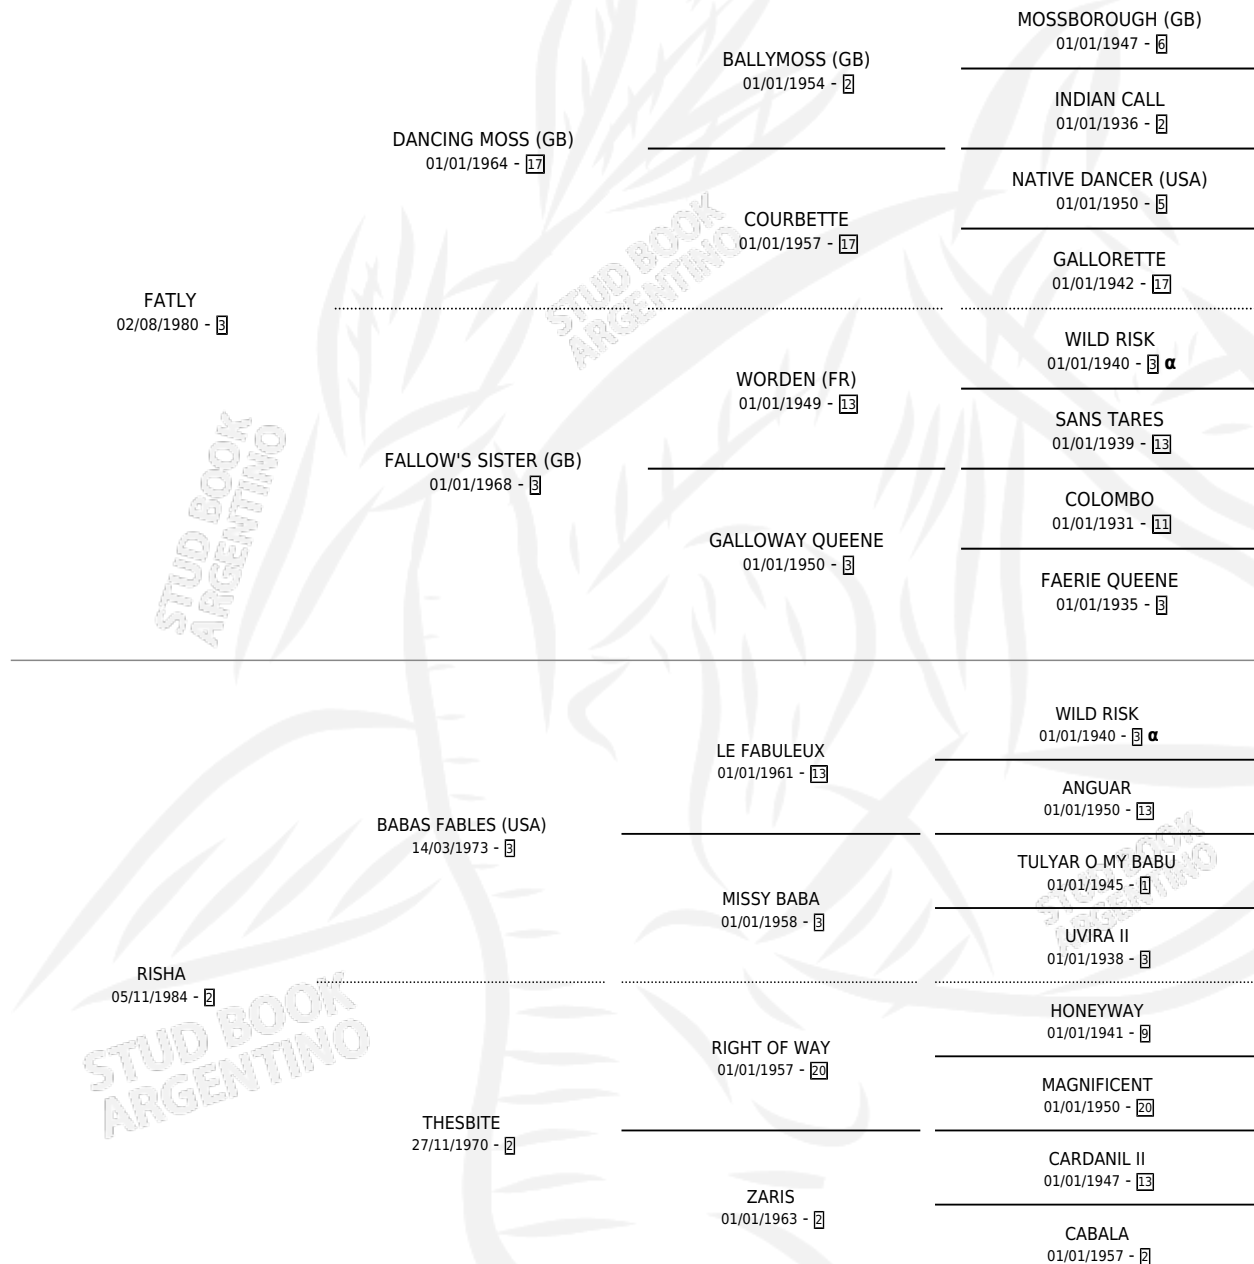 MOSSBOROUGH (GB)
01/01/1947 - 6
BALLYMOSS (GB)
01/01/1954 - 2
INDIAN CALL
01/01/1936 - 2
DANCING MOSS (GB)
01/01/1964 - 17
NATIVE DANCER (USA)
01/01/1950 - 5
COURBETTE
01/01/1957 - 17
GALLORETTE
01/01/1942 - 17
FATLY
02/08/1980 - 3
WILD RISK
01/01/1940 - 3 α
WORDEN (FR)
01/01/1949 - 13
SANS TARES
01/01/1939 - 13
FALLOW'S SISTER (GB)
01/01/1968 - 3
COLOMBO
01/01/1931 - 11
GALLOWAY QUEENE
01/01/1950 - 3
FAERIE QUEENE
01/01/1935 - 3
WILD RISK
01/01/1940 - 3 α
LE FABULEUX
01/01/1961 - 13
ANGUAR
01/01/1950 - 13
BABAS FABLES (USA)
14/03/1973 - 3
TULYAR O MY BABU
01/01/1945 - 1
MISSY BABA
01/01/1958 - 3
UVIRA II
01/01/1938 - 3
RISHA
05/11/1984 - 2
HONEYWAY
01/01/1941 - 9
RIGHT OF WAY
01/01/1957 - 20
MAGNIFICENT
01/01/1950 - 20
THESBITE
27/11/1970 - 2
CARDANIL II
01/01/1947 - 13
ZARIS
01/01/1963 - 2
CABALA
01/01/1957 - 2
STUD BOOK
ARGENTINO
STUD BOOK
ARGENTINO
STUD BOOK
ARGENTINO
STUD BOOK
ARGENTINO